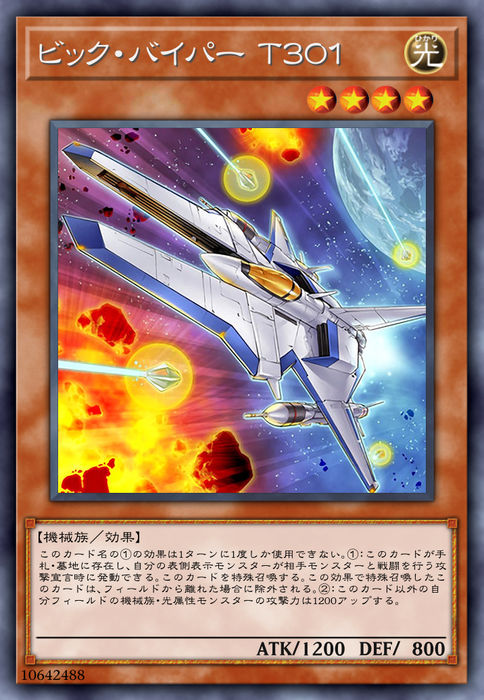 ビック・バイパー T301
ひかり
光
【機械族／効果】
このカード名の①の効果は1ターンに1度しか使用できない。①：このカードが手
札・墓地に存在し、自分の表側表示モンスターが相手モンスターと戦闘を行う攻
撃宣言時に発動できる。このカードを特殊召喚する。この効果で特殊召喚したこ
のカードは、フィールドから離れた場合に除外される。②：このカード以外の自
分フィールドの機械族・光属性モンスターの攻撃力は1200アップする。
ATK/1200 DEF/ 800
10642488